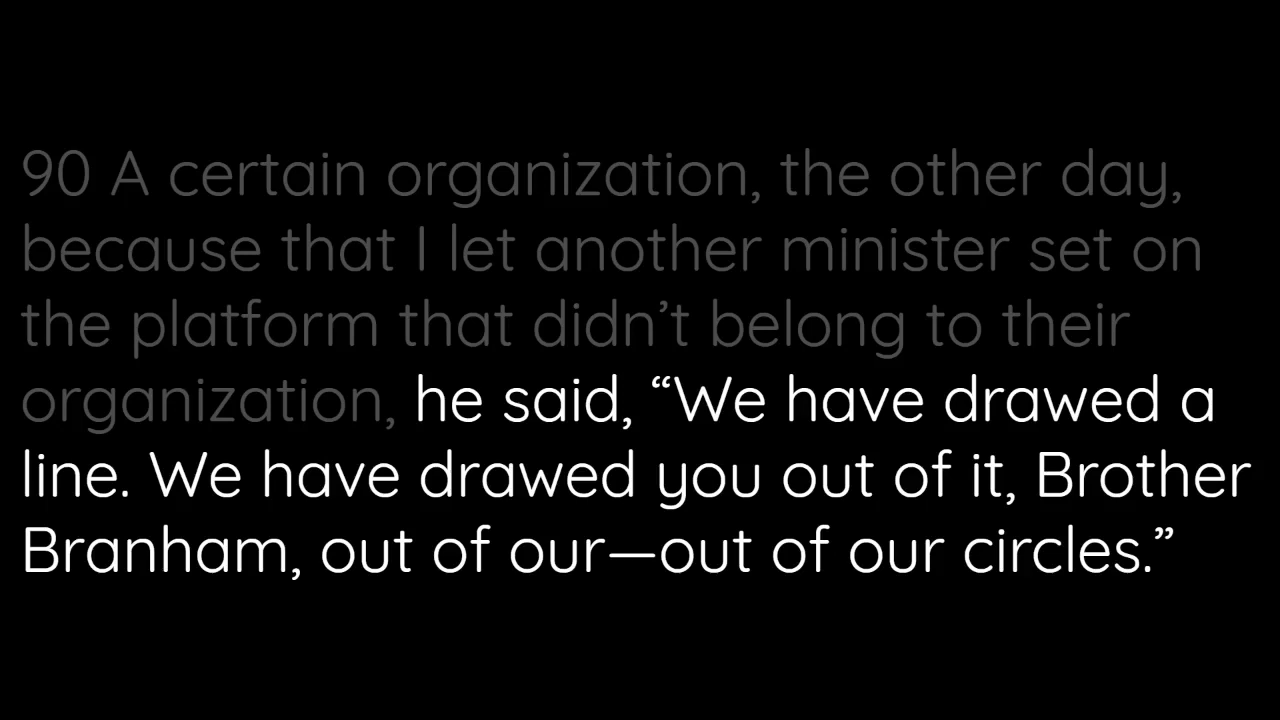 90 A certain organization, the other day,
because that I let another minister set on
the platform that didn’t belong to their
organization, he said, “We have drawed a
line. We have drawed you out of it, Brother
Branham, out of our—out of our circles.”